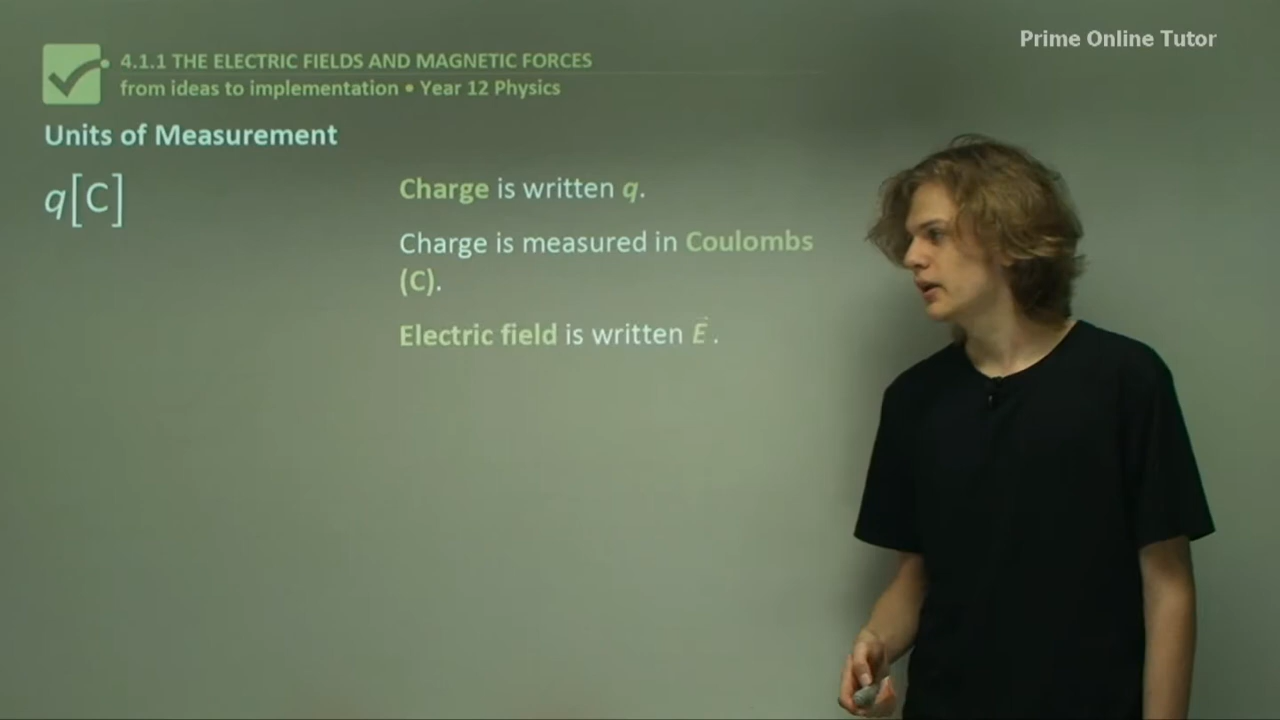 Prime Online Tutor
4.1.1 THE ELECTRIC FIELDS AND MAGNETIC FORCES
from ideas to implementation • Year 12 Physics
Units of Measurement
q[C]
Charge is written q.
Charge is measured in Coulombs
(C).
Electric field is written E⃗ .